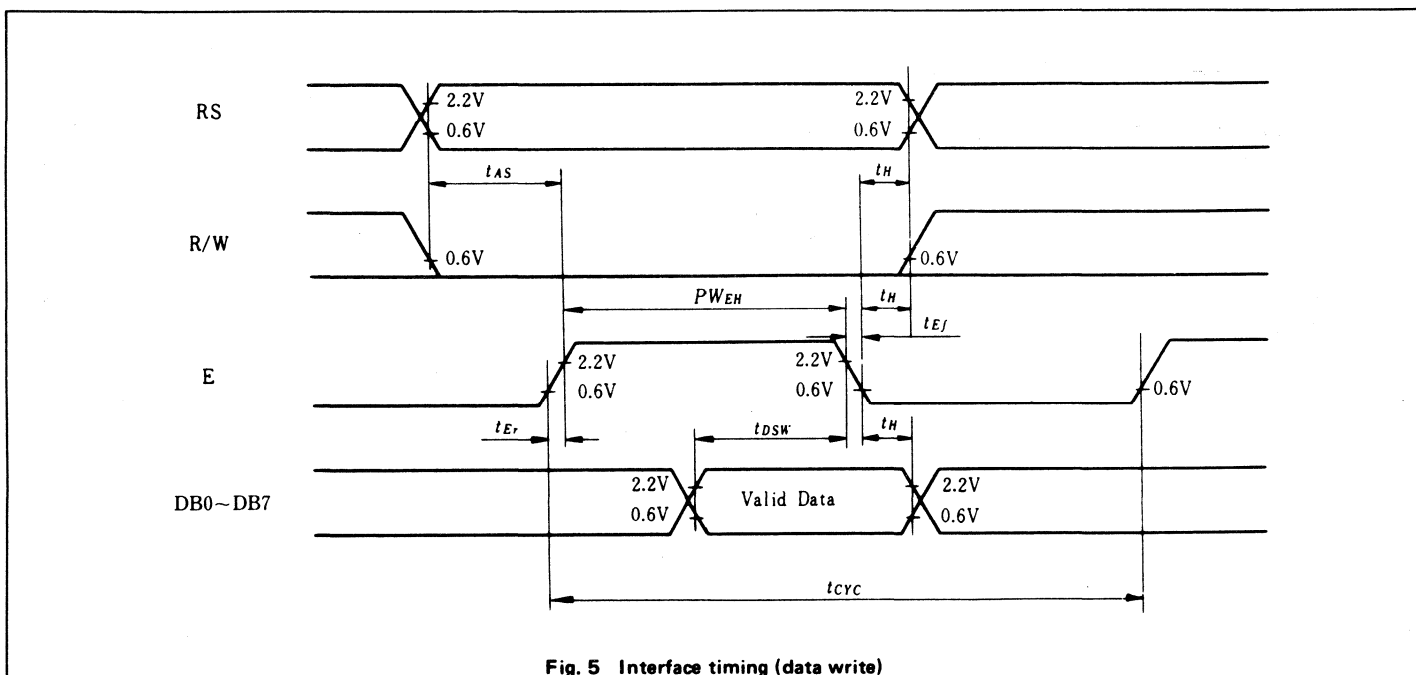 RS
2.2V
0.6V
2.2V
0.6V
tAS
tH
R/W
0.6V
0.6V
PWEH
tH
tEf
E
2.2V
0.6V
2.2V
0.6V
0.6V
tEr
tDSW
tH
DB0~DB7
2.2V
0.6V
Valid Data
2.2V
0.6V
tCYC
Fig. 5 Interface timing (data write)